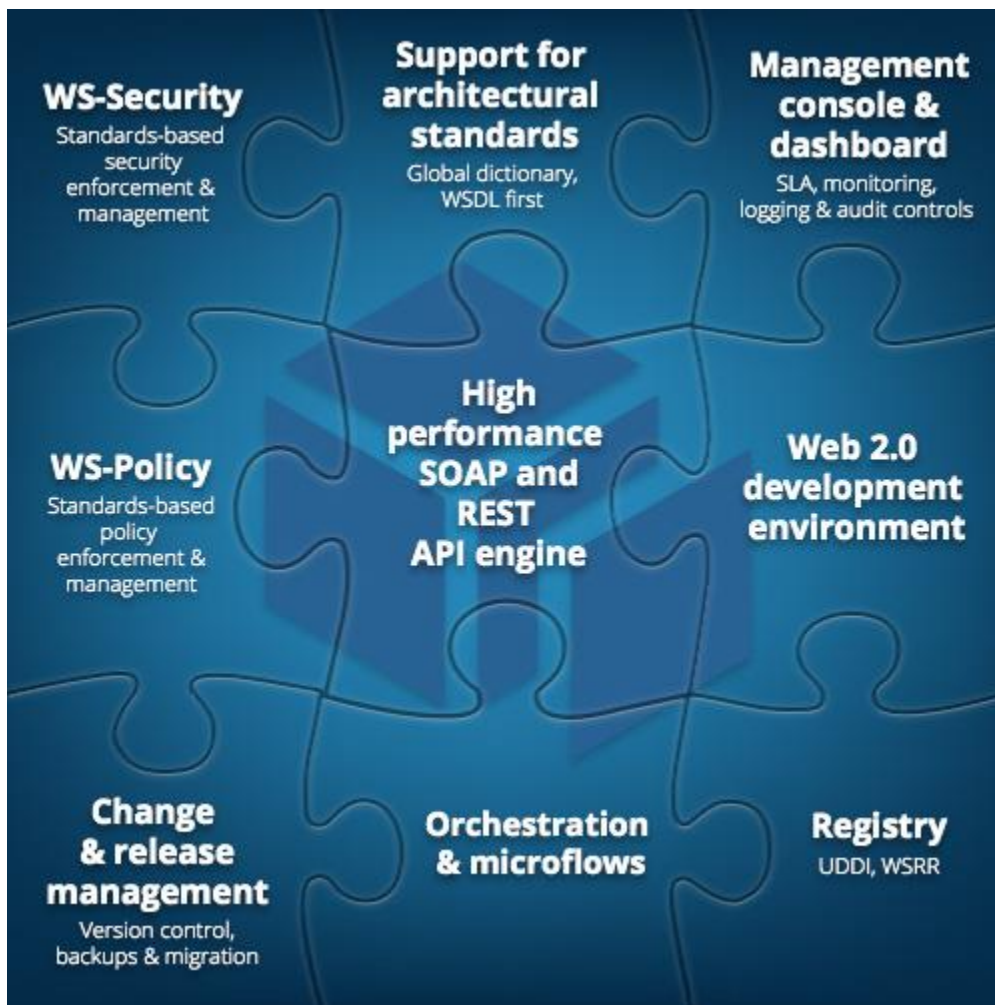 WS-Security
Standards-based
security
enforcement &
management
Support for
architectural
standards
Global dictionary,
WSDL first
Management
console &
dashboard
SLA, monitoring,
logging & audit controls
WS-Policy
Standards-based
policy
enforcement &
management
High
performance
SOAP and
REST
API engine
Web 2.0
development
environment
Change
& release
management
Version control,
backups & migration
Orchestration
& microflows
Registry
UDDI, WSRR